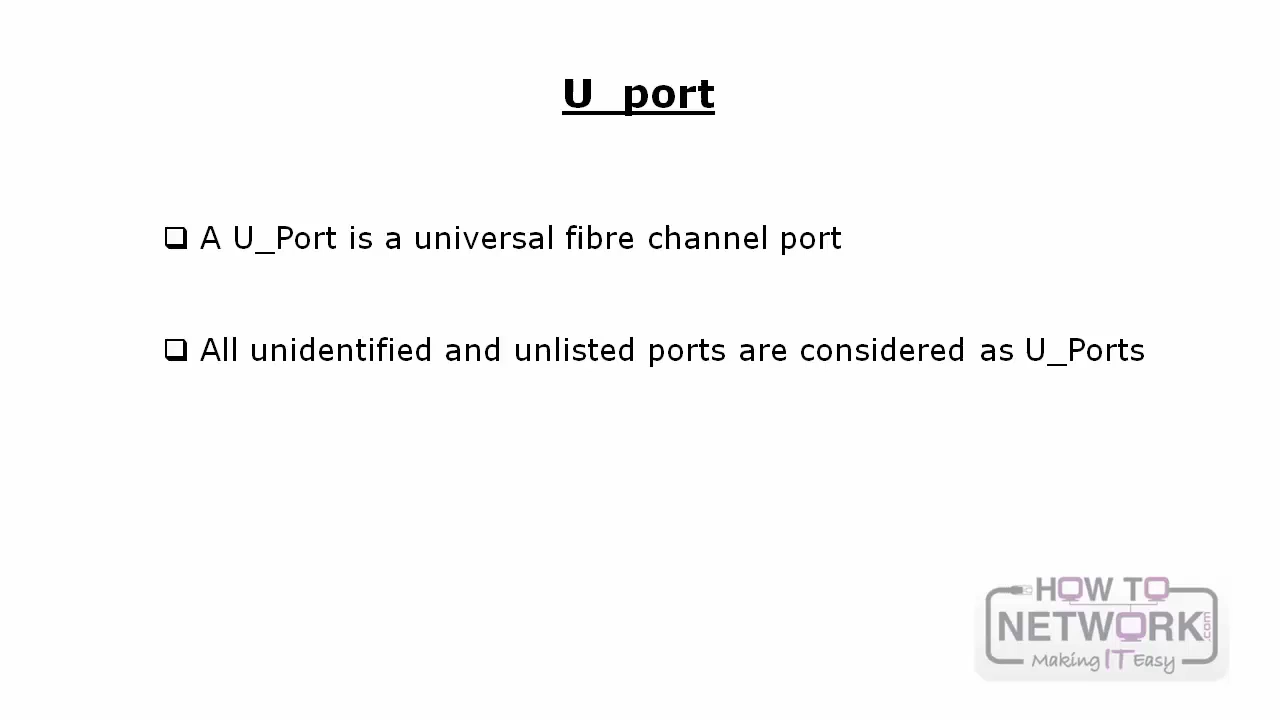 U_port
❑ A U_Port is a universal fibre channel port
❑ All unidentified and unlisted ports are considered as U_Ports
HOW TO
NETWORK.com
Making IT Easy